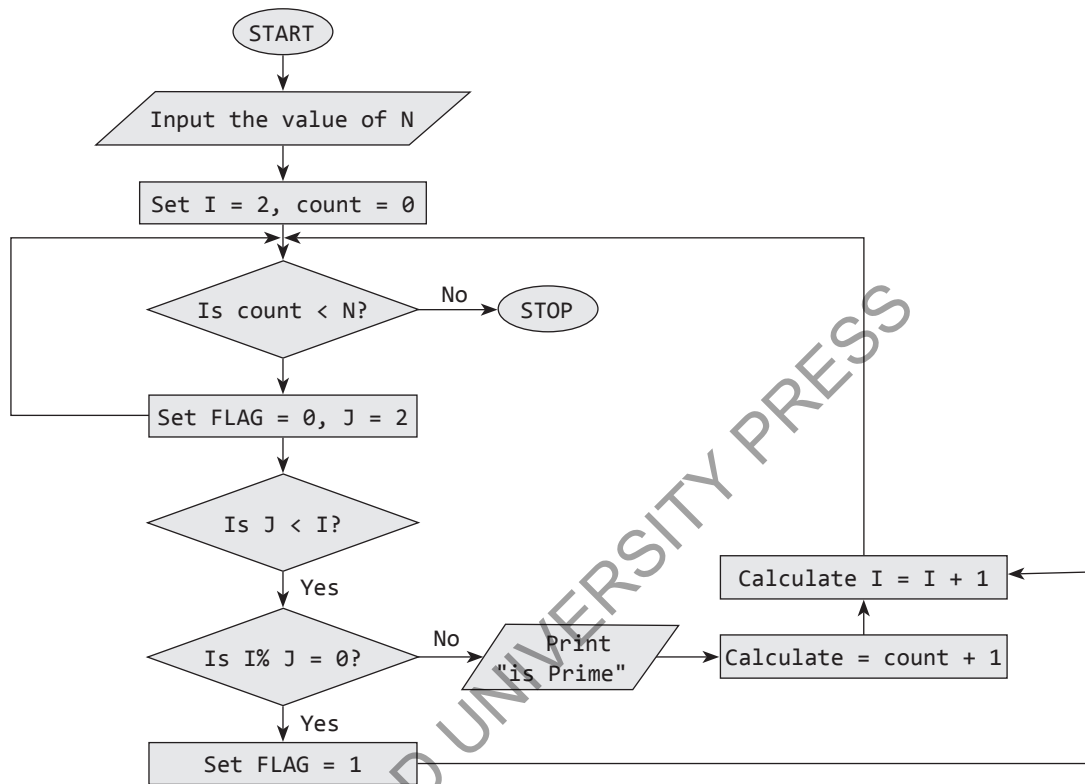 START
Input the value of N
Set I = 2, count = 0
Is count < N?
No
STOP
Set FLAG = 0, J = 2
Is J < I?
Yes
Calculate I = I + 1
Is I% J = 0?
No
Print
"is Prime"
Calculate = count + 1
Yes
Set FLAG = 1
D UNIVERSITY PRESS